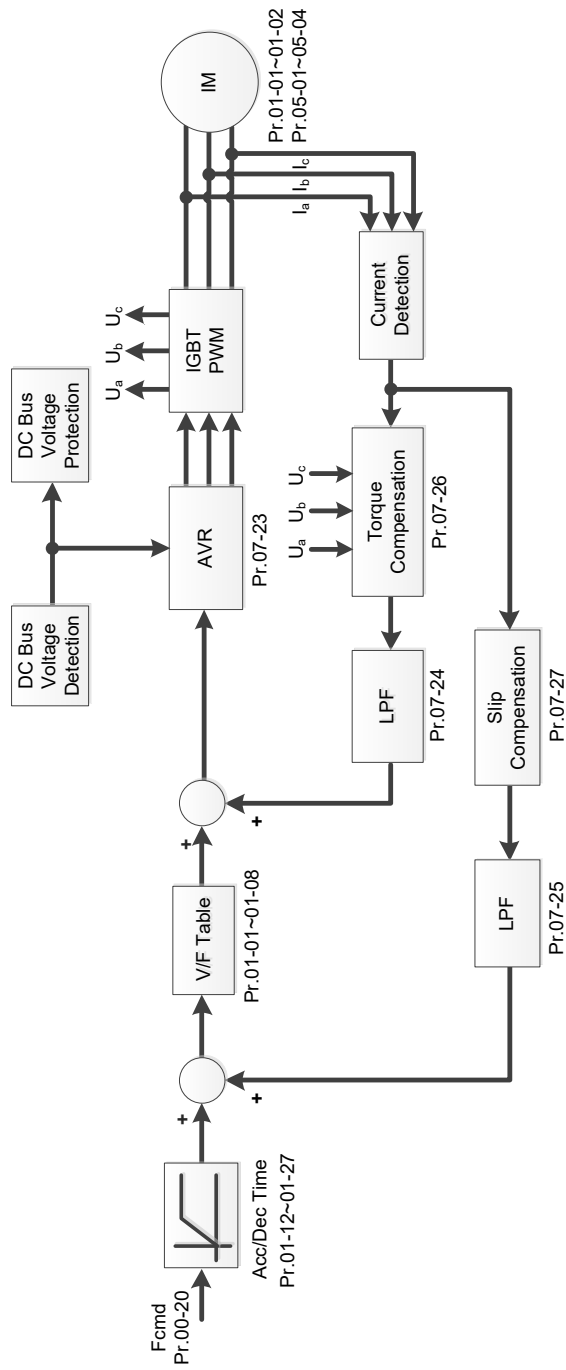 Fcmd
Pr.00-20
Acc/Dec Time
Pr.01-12~01-27
+
+
V/F Table
Pr.01-01~01-08
+
+
DC Bus
Voltage
Detection
DC Bus
Voltage
Protection
AVR
Pr.07-23
IGBT
PWM
Ua
Ub
Uc
IM
Pr.01-01~01-02
Pr.05-01~05-04
Ia
Ib
Ic
Current
Detection
Ua
Ub
Uc
Torque
Compensation
Pr.07-26
LPF
Pr.07-24
Slip
Compensation
Pr.07-27
LPF
Pr.07-25